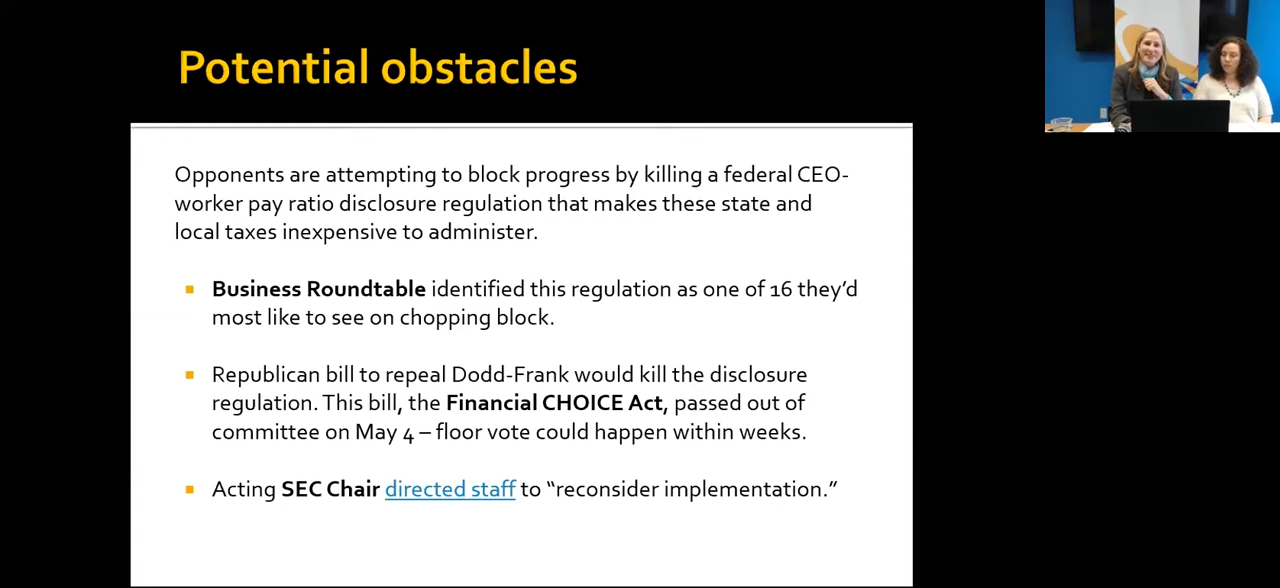 Potential obstacles
Opponents are attempting to block progress by killing a federal CEO-
worker pay ratio disclosure regulation that makes these state and
local taxes inexpensive to administer.
▪ Business Roundtable identified this regulation as one of 16 they’d
most like to see on chopping block.
▪ Republican bill to repeal Dodd-Frank would kill the disclosure
regulation. This bill, the Financial CHOICE Act, passed out of
committee on May 4 – floor vote could happen within weeks.
▪ Acting SEC Chair directed staff to “reconsider implementation.”